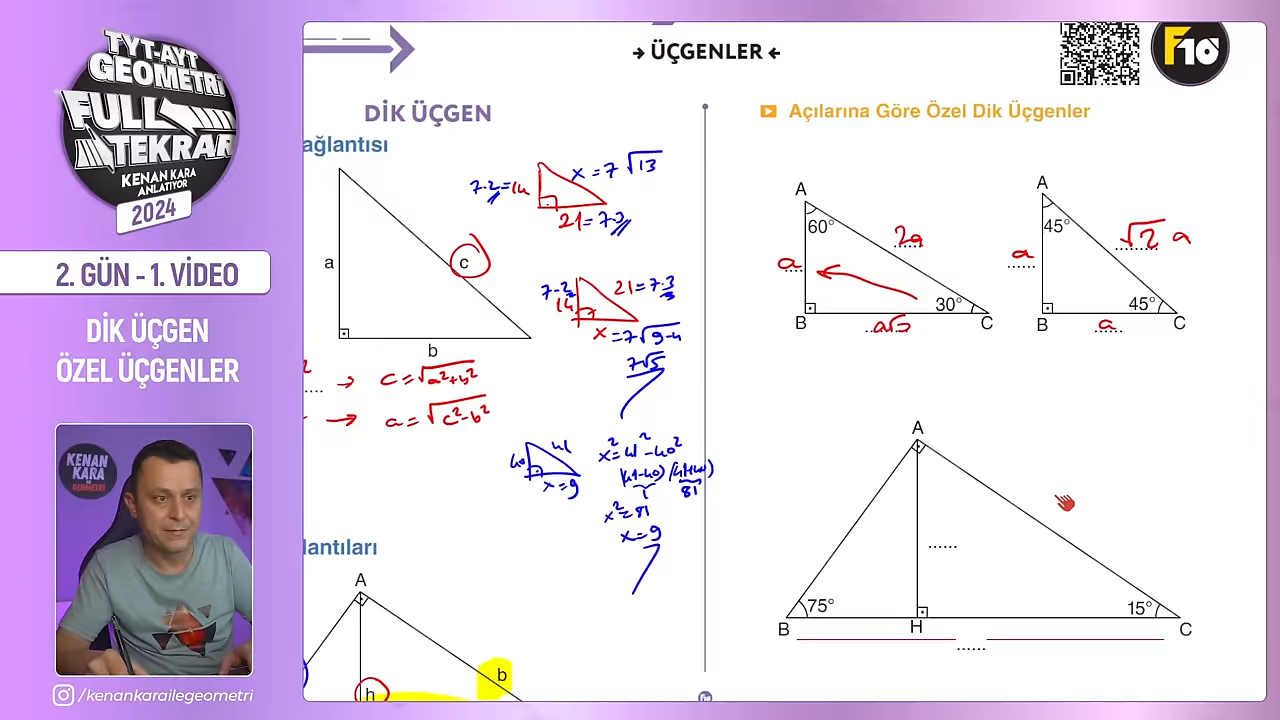 TYT-AYT
GEOMETRİ
FULL
TEKRAR
KENAN KARA
ANLATIYOR
2024
2. GÜN - 1. VİDEO
DİK ÜÇGEN
ÖZEL ÜÇGENLER
KENAN
KARA
GEOMETRİ
/kenankarailegeometri
ÜÇGENLER
F10
DİK ÜÇGEN
ağlantısı
a
c
b
7.2=14
x=7√13
21=7.3
7.2
14
21=7.3
x=7√9-4
7√5
c=√a²+b²
a=√c²-b²
40
41
x=9
x²=41²-40²
(41-40)(41+40)
1
81
x²=81
x=9
lantıları
A
h
b
Açılarına Göre Özel Dik Üçgenler
A
60°
a
2a
30°
B
C
A
45°
a
√2 a
45°
B
a
C
A
......
75°
15°
B
H
C
......